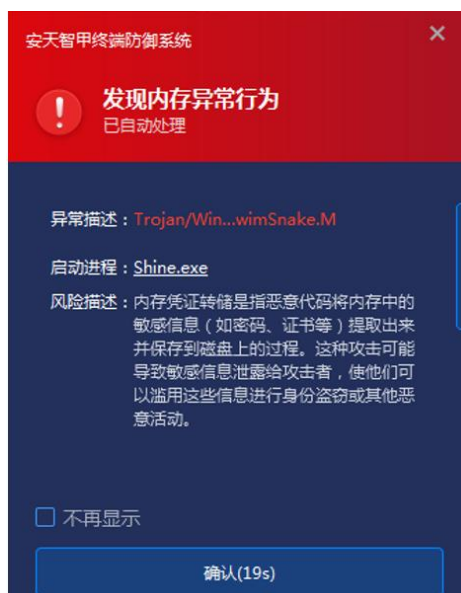 安天智甲终端防御系统
发现内存异常行为
已自动处理
异常描述：Trojan/Win...wimSnake.M
启动进程：Shine.exe
风险描述：内存凭证转储是指恶意代码将内存中的
敏感信息（如密码、证书等）提取出来
并保存到磁盘上的过程。这种攻击可能
导致敏感信息泄露给攻击者，使他们可
以滥用这些信息进行身份盗窃或其他恶
意活动。
不再显示
确认(19s)